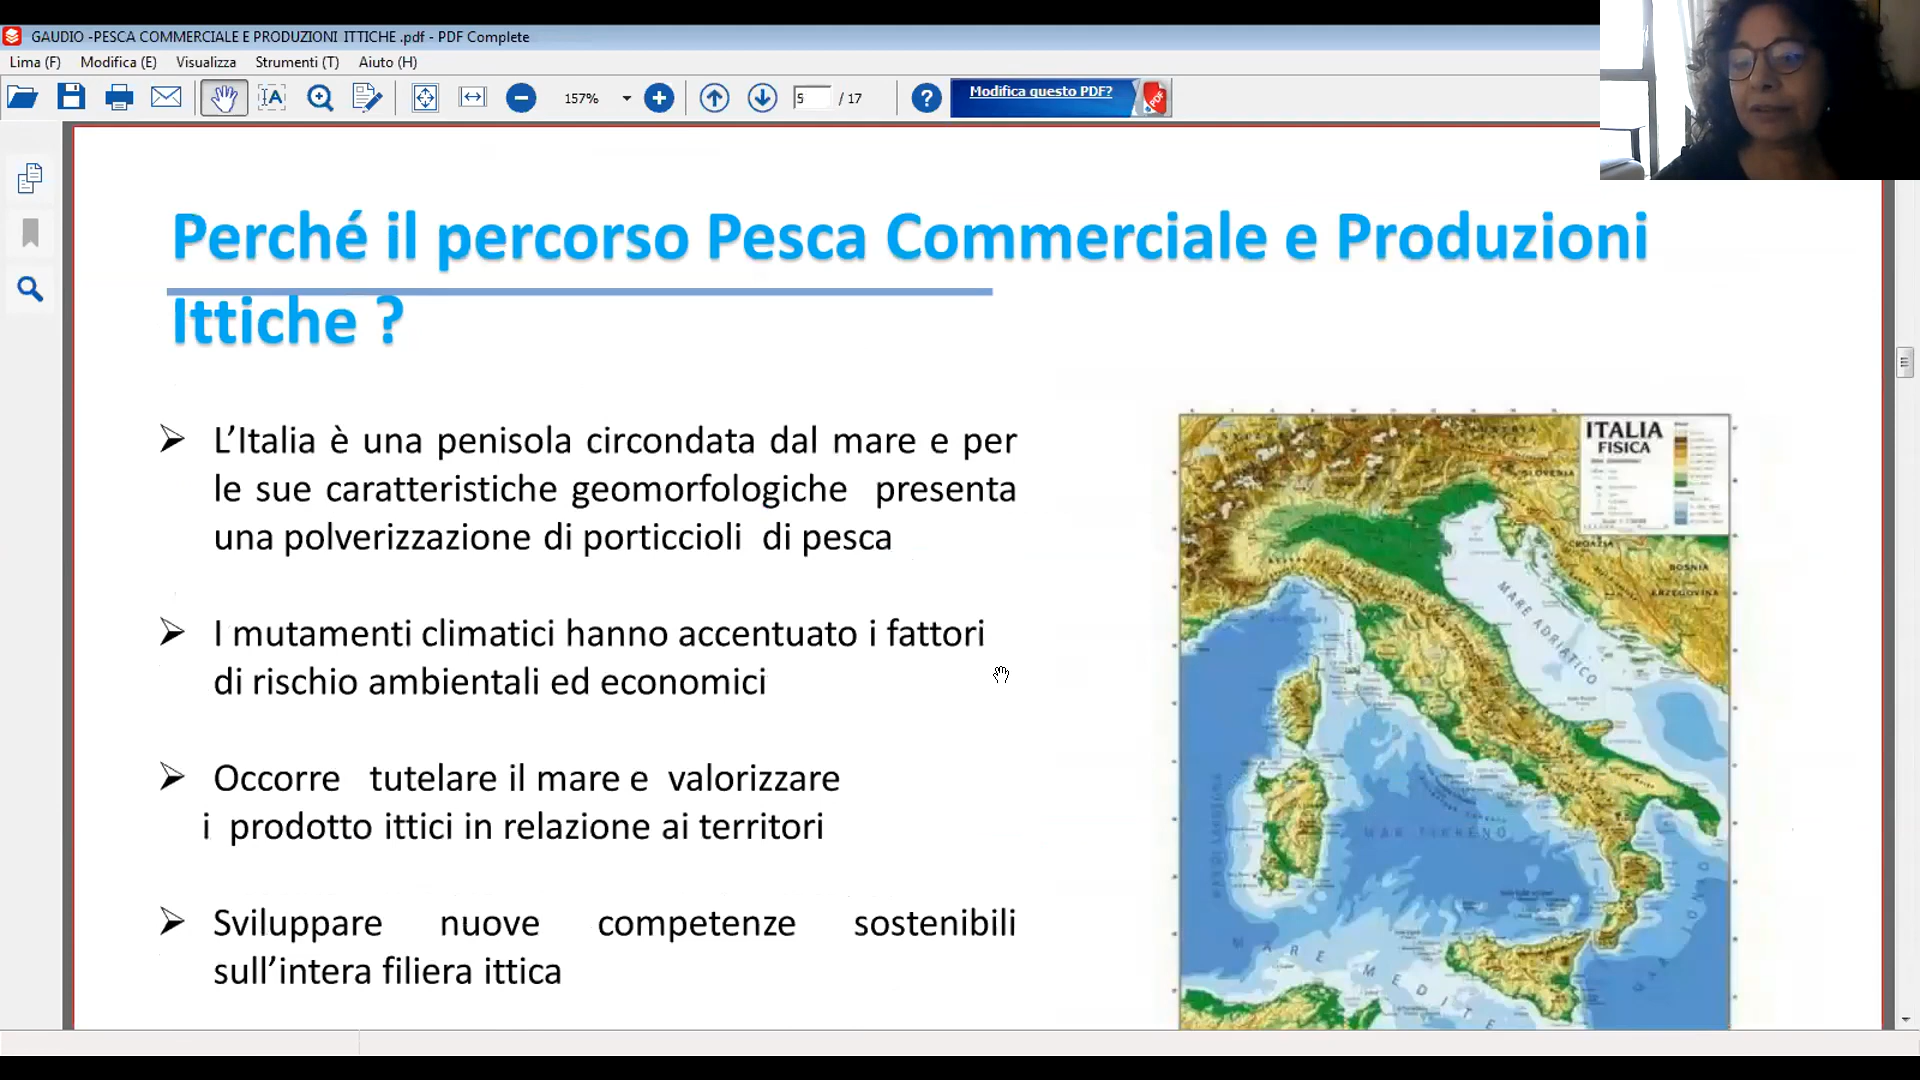 GAUDIO -PESCA COMMERCIALE E PRODUZIONI ITTICHE .pdf - PDF Complete
Lima (F) Modifica (E) Visualizza Strumenti (T) Aiuto (H)
157% 5 / 17 ? Modifica questo PDF?
PDF
Perché il percorso Pesca Commerciale e Produzioni
Ittiche ?
L’Italia è una penisola circondata dal mare e per
le sue caratteristiche geomorfologiche presenta
una polverizzazione di porticcioli di pesca
I mutamenti climatici hanno accentuato i fattori
di rischio ambientali ed economici
Occorre tutelare il mare e valorizzare
i prodotto ittici in relazione ai territori
Sviluppare nuove competenze sostenibili
sull’intera filiera ittica
ITALIA
FISICA
SLOVENIA
CROAZIA
BOSNIA
ERZEGOVINA
MARE ADRIATICO
MAR TIRRENO
MARE MEDITE